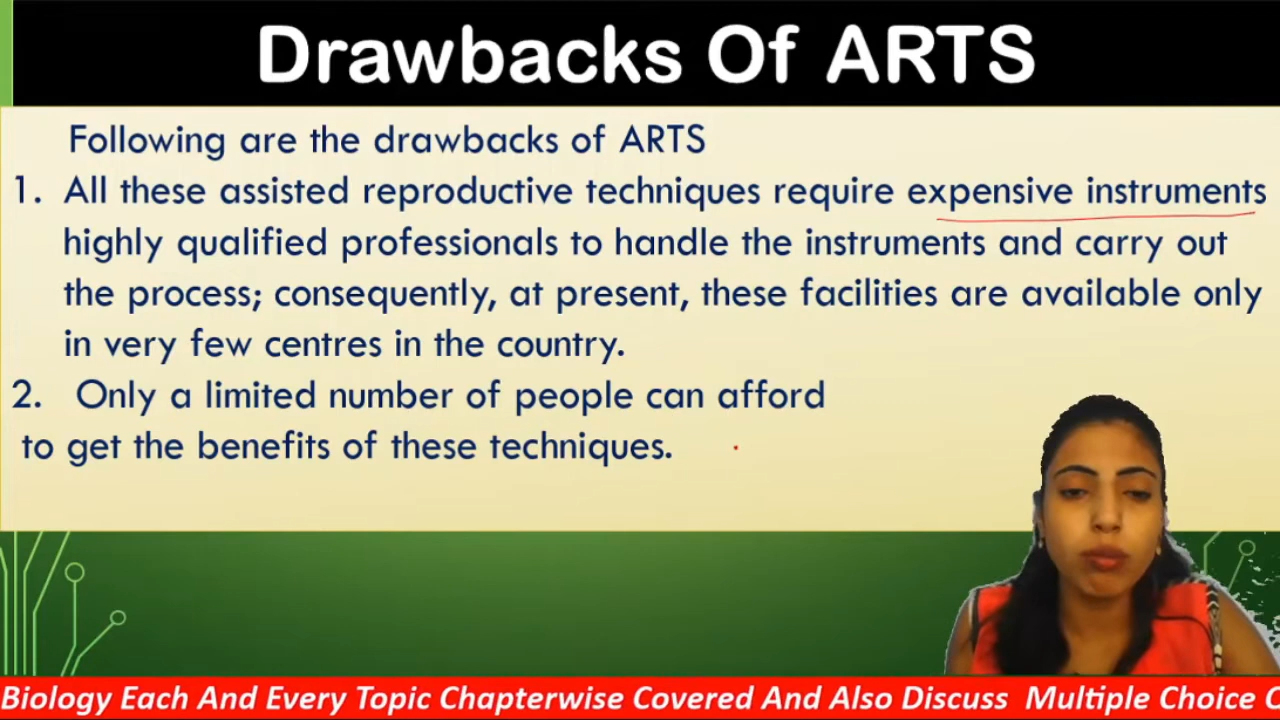 Drawbacks Of ARTS
Following are the drawbacks of ARTS
1. All these assisted reproductive techniques require expensive instruments
highly qualified professionals to handle the instruments and carry out
the process; consequently, at present, these facilities are available only
in very few centres in the country.
2. Only a limited number of people can afford
to get the benefits of these techniques.
Biology Each And Every Topic Chapterwise Covered And Also Discuss Multiple Choice